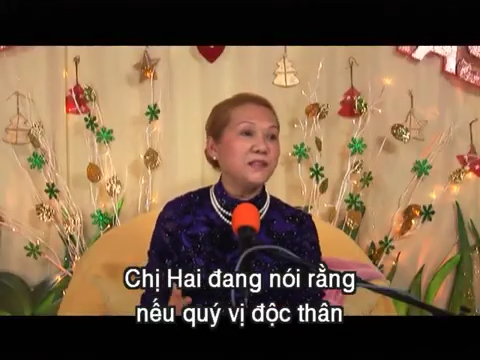 Chị Hai đang nói rằng
nếu quý vị độc thân